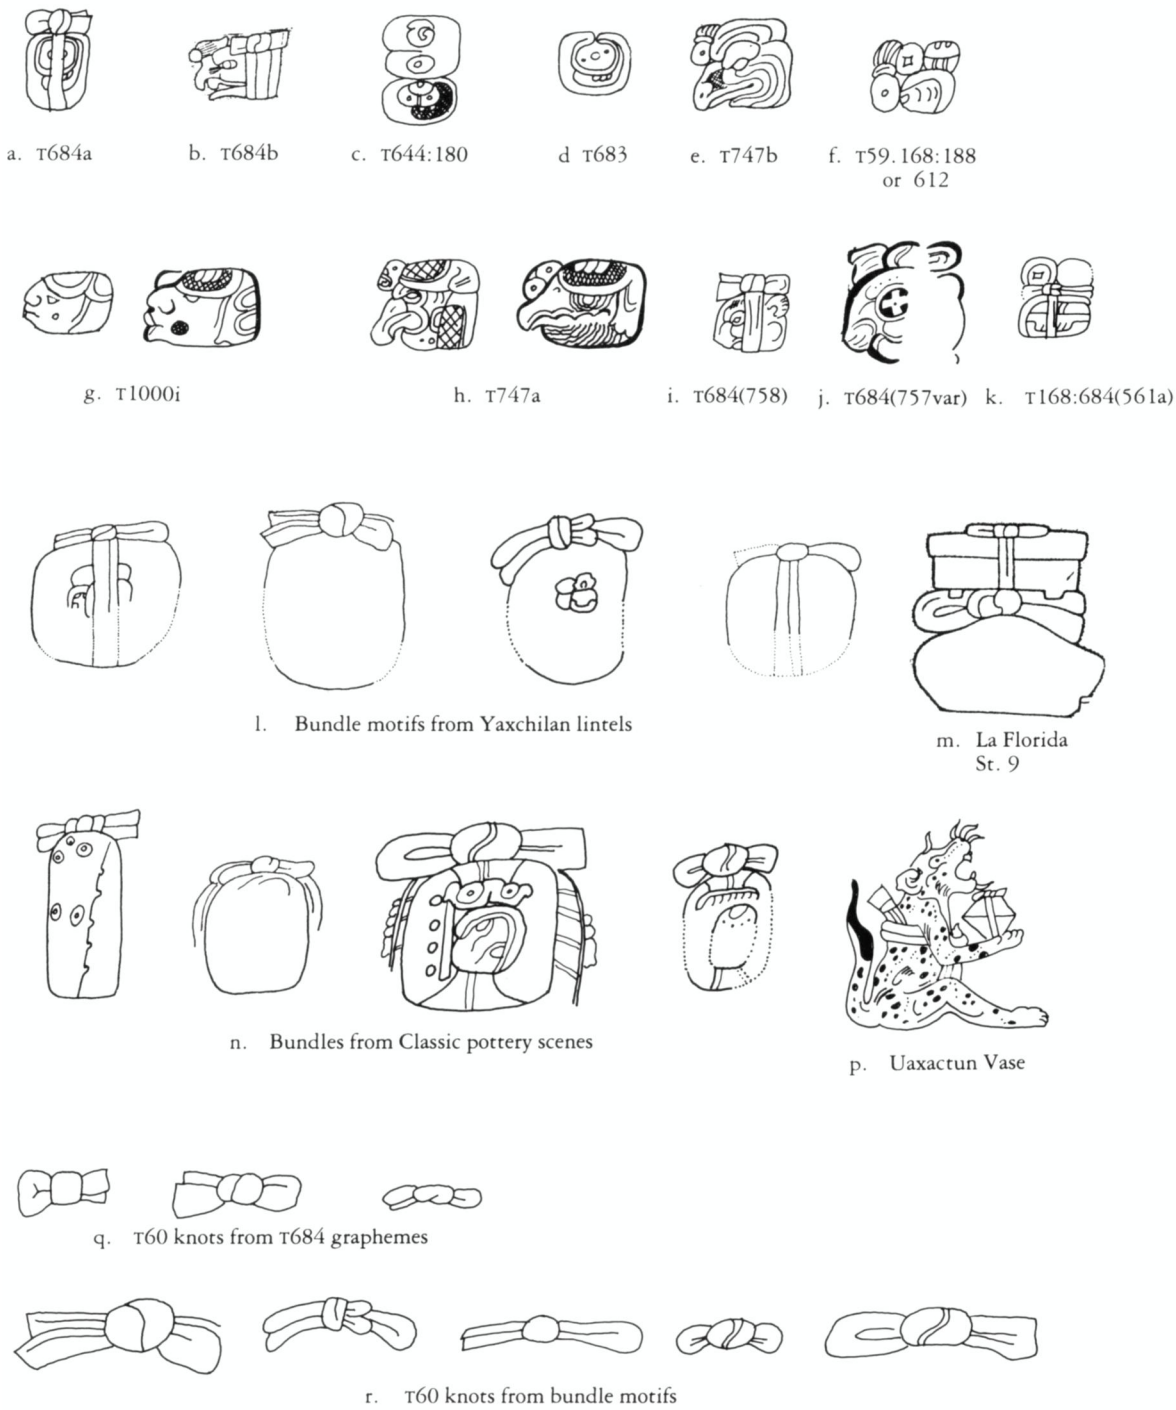 a. T684a
b. T684b
c. T644:180
d T683
e. T747b
f. T59.168:188
or 612
g. T1000i
h. T747a
i. T684(758)
j. T684(757var)
k. T168:684(561a)
l. Bundle motifs from Yaxchilan lintels
m. La Florida
St. 9
n. Bundles from Classic pottery scenes
p. Uaxactun Vase
q. T60 knots from T684 graphemes
r. T60 knots from bundle motifs